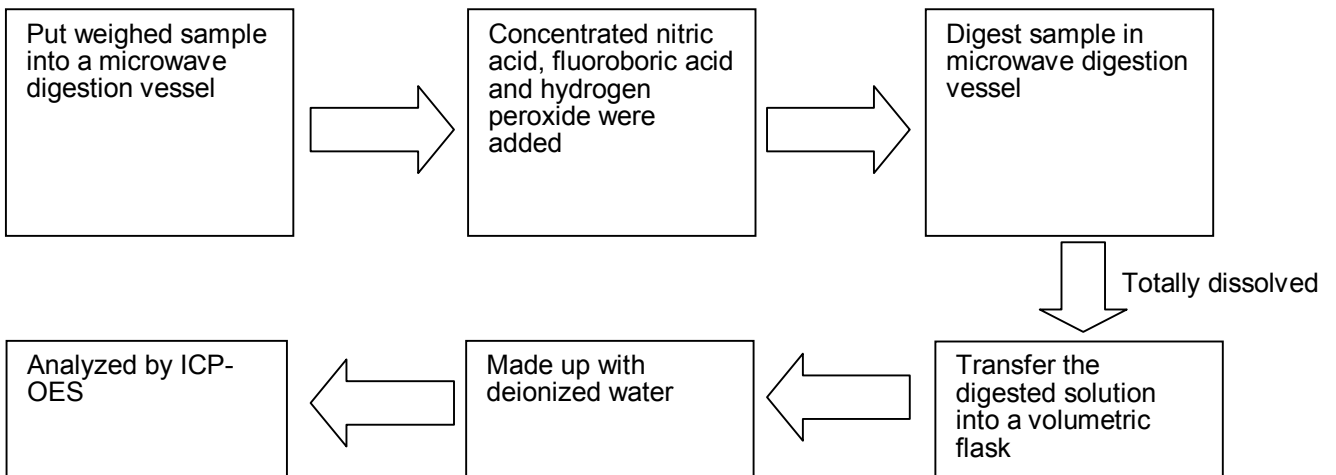 Put weighed sample
into a microwave
digestion vessel
Concentrated nitric
acid, fluoroboric acid
and hydrogen
peroxide were
added
Digest sample in
microwave digestion
vessel
Totally dissolved
Transfer the
digested solution
into a volumetric
flask
Made up with
deionized water
Analyzed by ICP-
OES